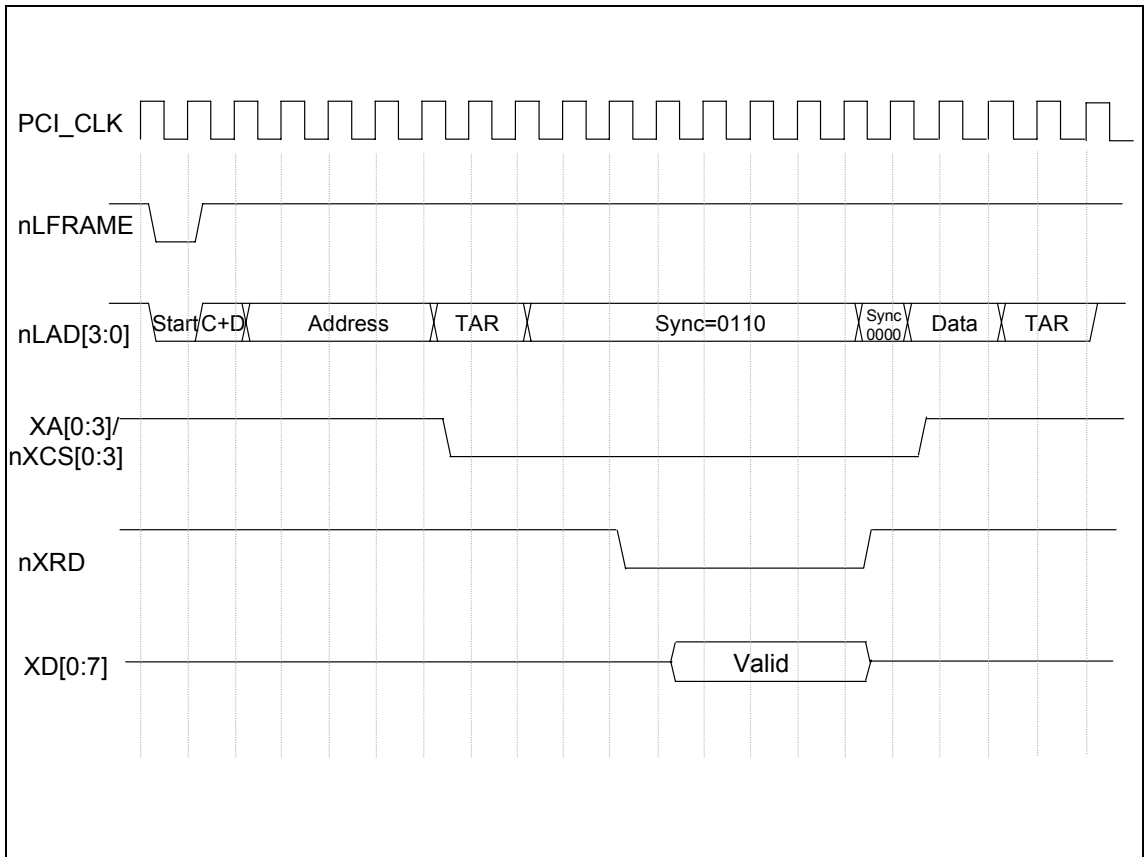 PCI_CLK
nLFRAME
nLAD[3:0]
Start
C+D
Address
TAR
Sync=0110
Sync
0000
Data
TAR
XA[0:3]/
nXCS[0:3]
nXRD
XD[0:7]
Valid